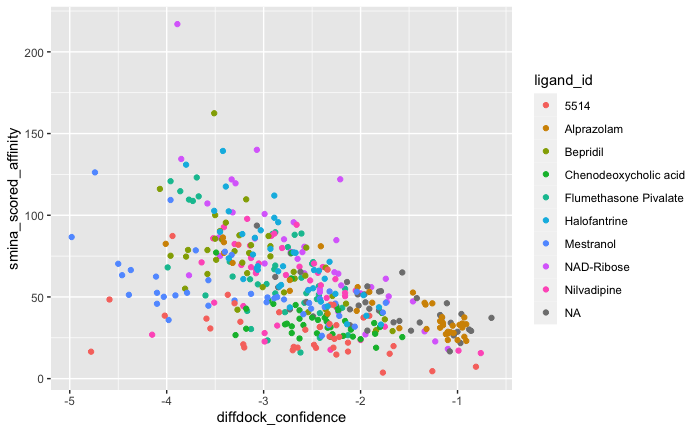 smina_scored_affinity
200
150
100
50
0
-5
-4
-3
-2
-1
diffdock_confidence
ligand_id
5514
Alprazolam
Bepridil
Chenodeoxycholic acid
Flumethasone Pivalate
Halofantrine
Mestranol
NAD-Ribose
Nilvadipine
NA